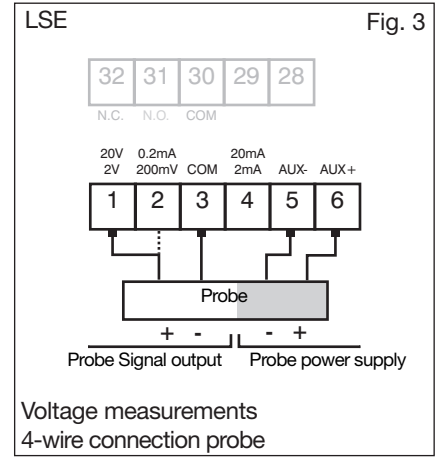 LSE Fig. 3
32 31 30 29 28
N.C. N.O. COM
20V 0.2mA 20mA
2V 200mV COM 2mA AUX- AUX+
1 2 3 4 5 6
Probe
+ - - +
Probe Signal output Probe power supply
Voltage measurements
4-wire connection probe